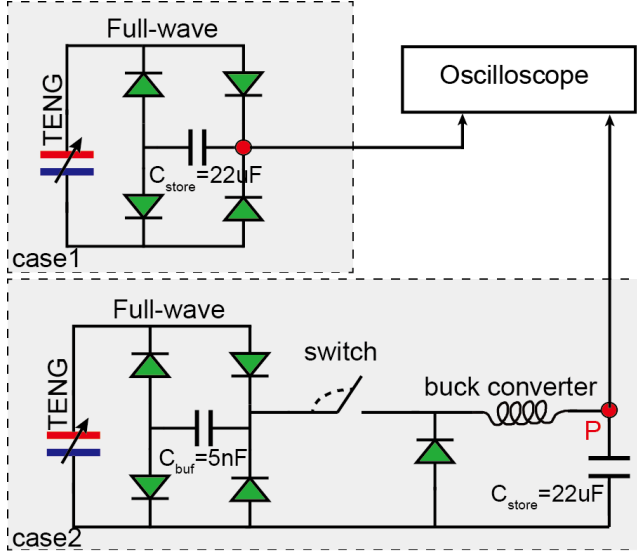 Full-wave
Oscilloscope
TENG
C_store=22uF
case1
Full-wave
switch
TENG
buck converter
P
C_buf=5nF
C_store=22uF
case2